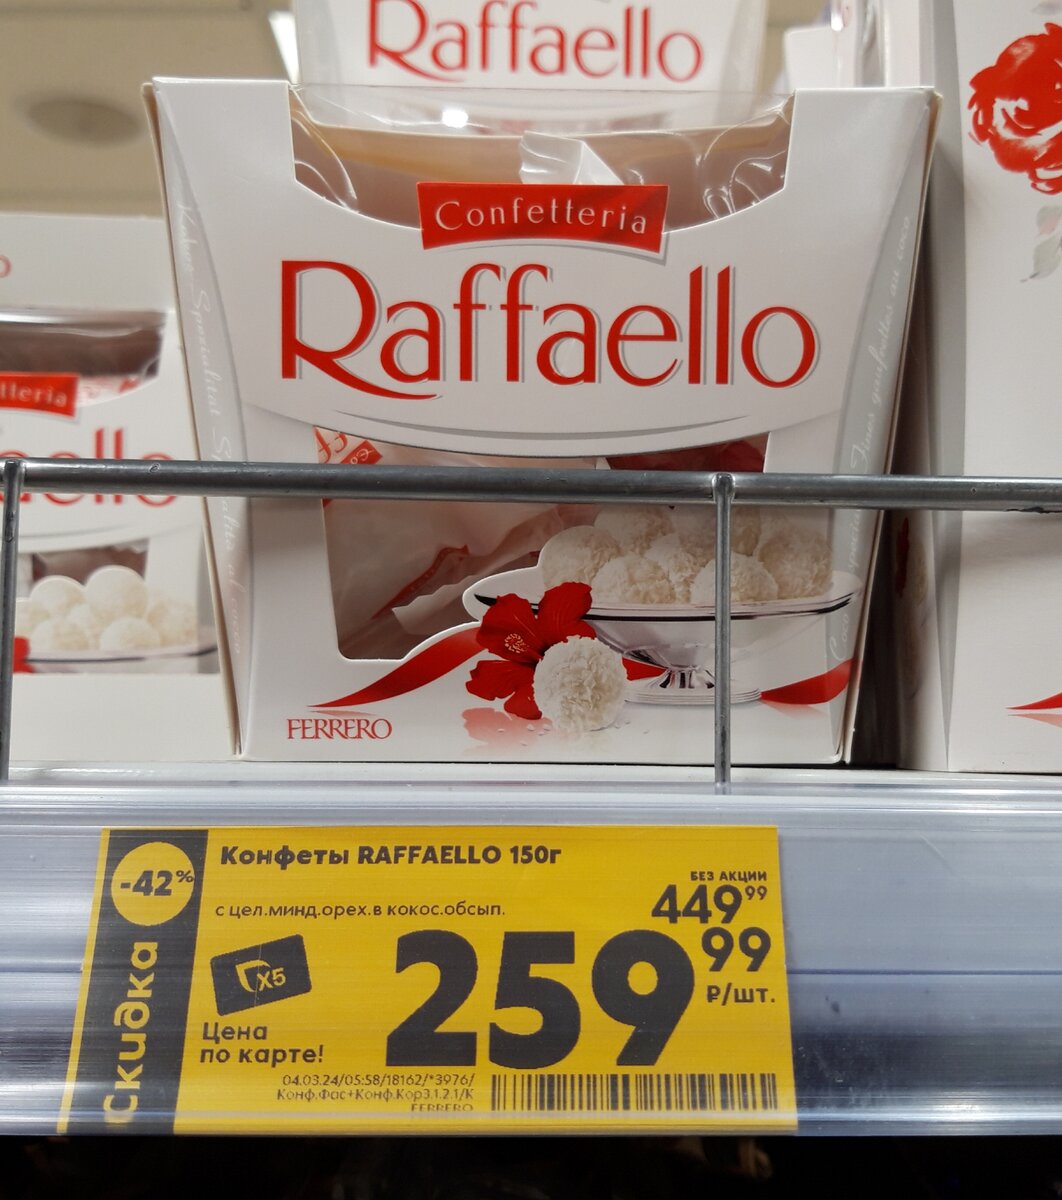 Raffaello
Confetteria
Raffaello
tteria
aello
FERRERO
Конфеты RAFFAELLO 150г
-42%
БЕЗ АКЦИИ
449 99
с цел.минд.орех.в кокос.обсып.
259 99
₽/шт.
X5
Цена
по карте!
Скидка
04.03.24/05:58/18162/*3976/
Конф.Фас+Конф.Кор3.1.2.1/К
FERRERO